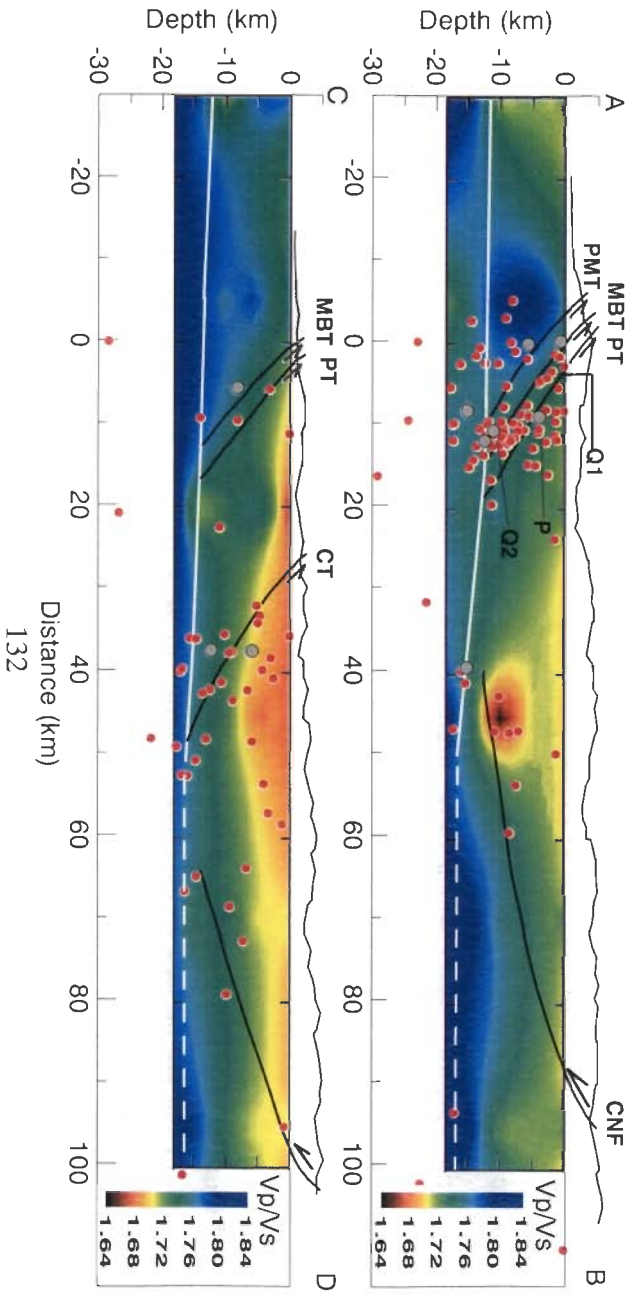 A
B
PMT
MBT
PT
CNF
Q1
P
Q2
Depth (km)
0
-10
-20
-30
-20
0
20
40
60
80
100
Vp/Vs
1.84
1.80
1.76
1.72
1.68
1.64
C
D
MBT
PT
CT
Depth (km)
0
-10
-20
-30
-20
0
20
40
60
80
100
Vp/Vs
1.84
1.80
1.76
1.72
1.68
1.64
Distance (km)
132